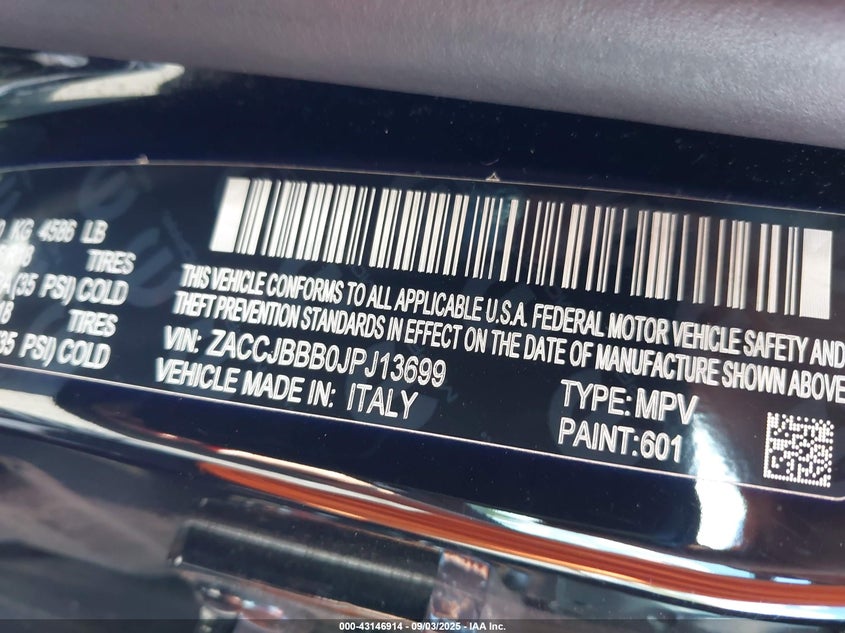 KG 4586 LB
TIRES
(35 PSI) COLD
TIRES
(35 PSI) COLD
THIS VEHICLE CONFORMS TO ALL APPLICABLE U.S.A. FEDERAL MOTOR VEHICLE SAFETY AND
THEFT PREVENTION STANDARDS IN EFFECT ON THE DATE OF MANUFACTURE SHOWN ABOVE
VIN: ZACCJBBB0JPJ13699
VEHICLE MADE IN: ITALY
TYPE: MPV
PAINT: 601
000-43146914 - 09/03/2025 - IAA Inc.